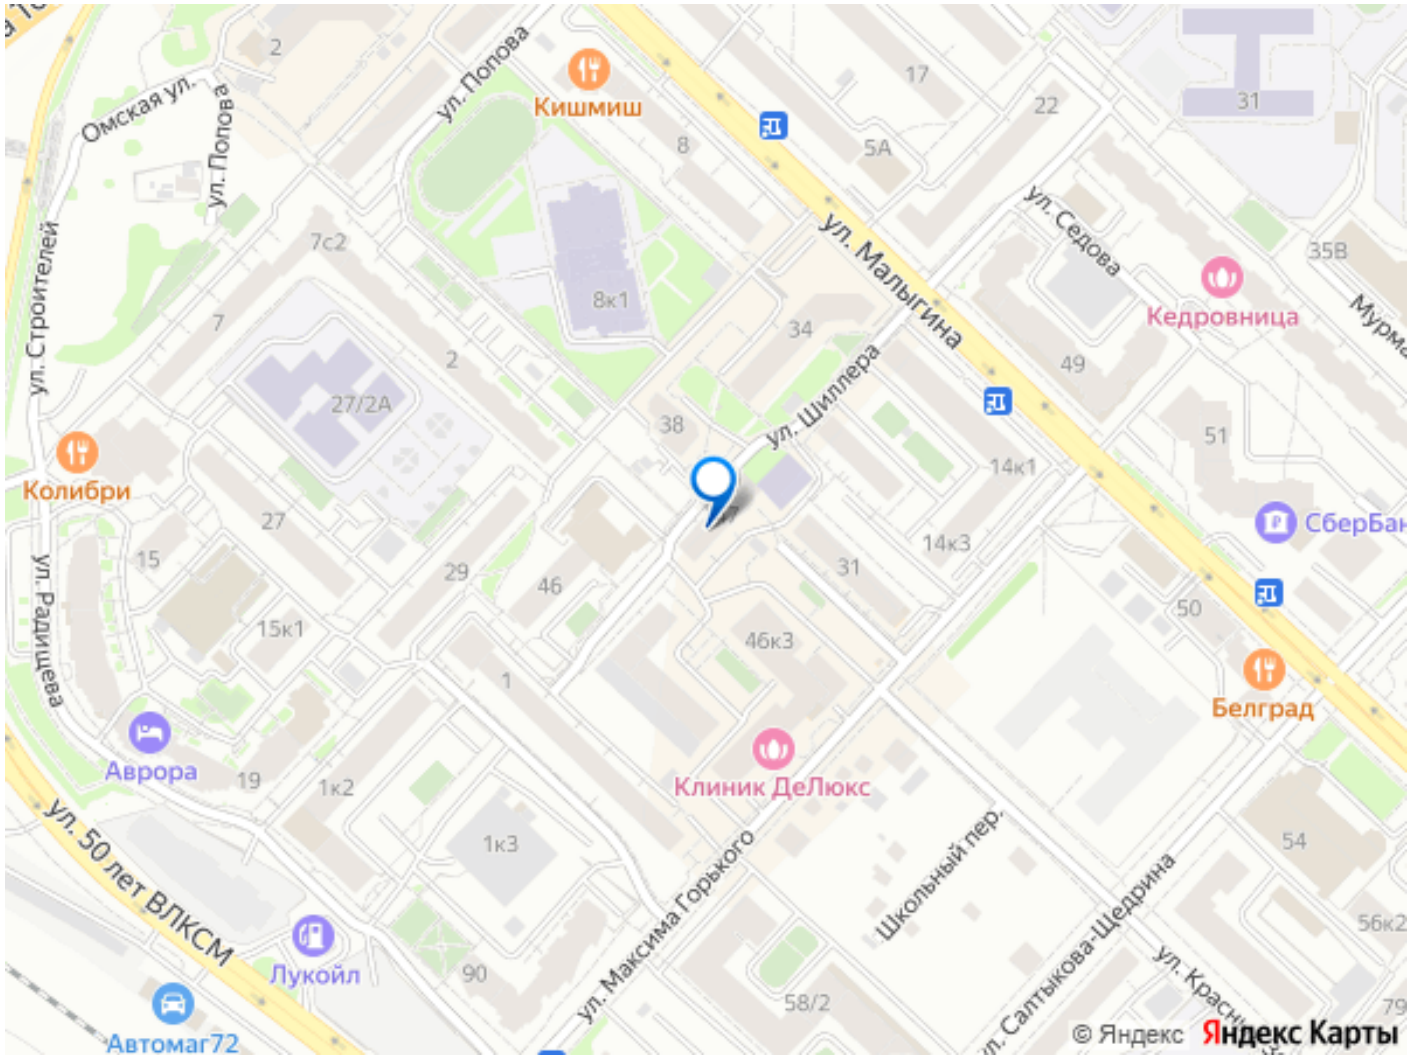 2
ул. Попова
Кишмиш
17
22
31
Омская ул.
ул. Попова
8
5А
ул. Седова
7с2
ул. Малыгина
35В
Кедровница
8к1
ул. Строителей
7
34
2
49
27/2А
38
ул. Шиллера
51
14к1
Колибри
27
СберБан
15
29
46
31
14к3
ул. Радищева
15к1
46к3
50
1
Белград
Аврора
19
1к2
Клиник ДеЛюкс
1к3
ул. 50 лет ВЛКСМ
ул. Максима Горького
Школьный пер.
54
56к2
Лукойл
90
58/2
ул. Салтыкова-Щедрина
79
Автомаг72
© Яндекс Яндекс Карты